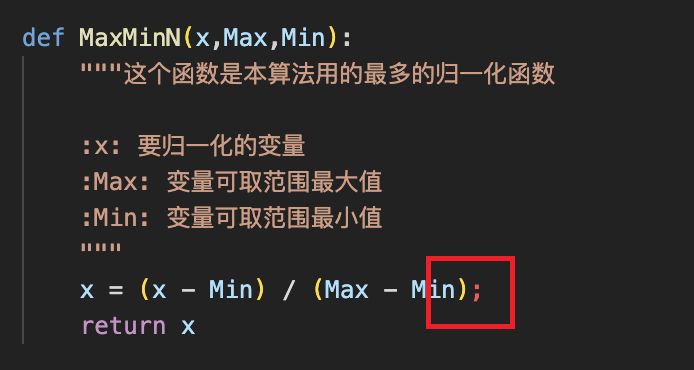 def MaxMinN(x,Max,Min):
"""这个函数是本算法用的最多的归一化函数
:x: 要归一化的变量
:Max: 变量可取范围最大值
:Min: 变量可取范围最小值
"""
x = (x - Min) / (Max - Min);
return x